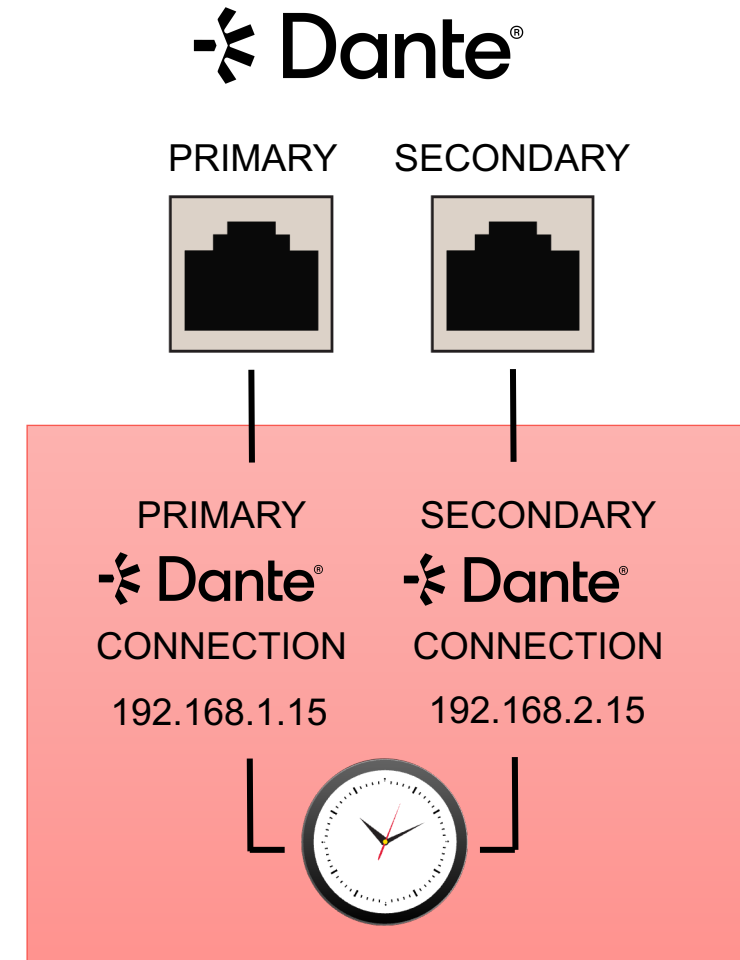 Dante®
PRIMARY SECONDARY
PRIMARY
Dante®
CONNECTION
192.168.1.15
SECONDARY
Dante®
CONNECTION
192.168.2.15